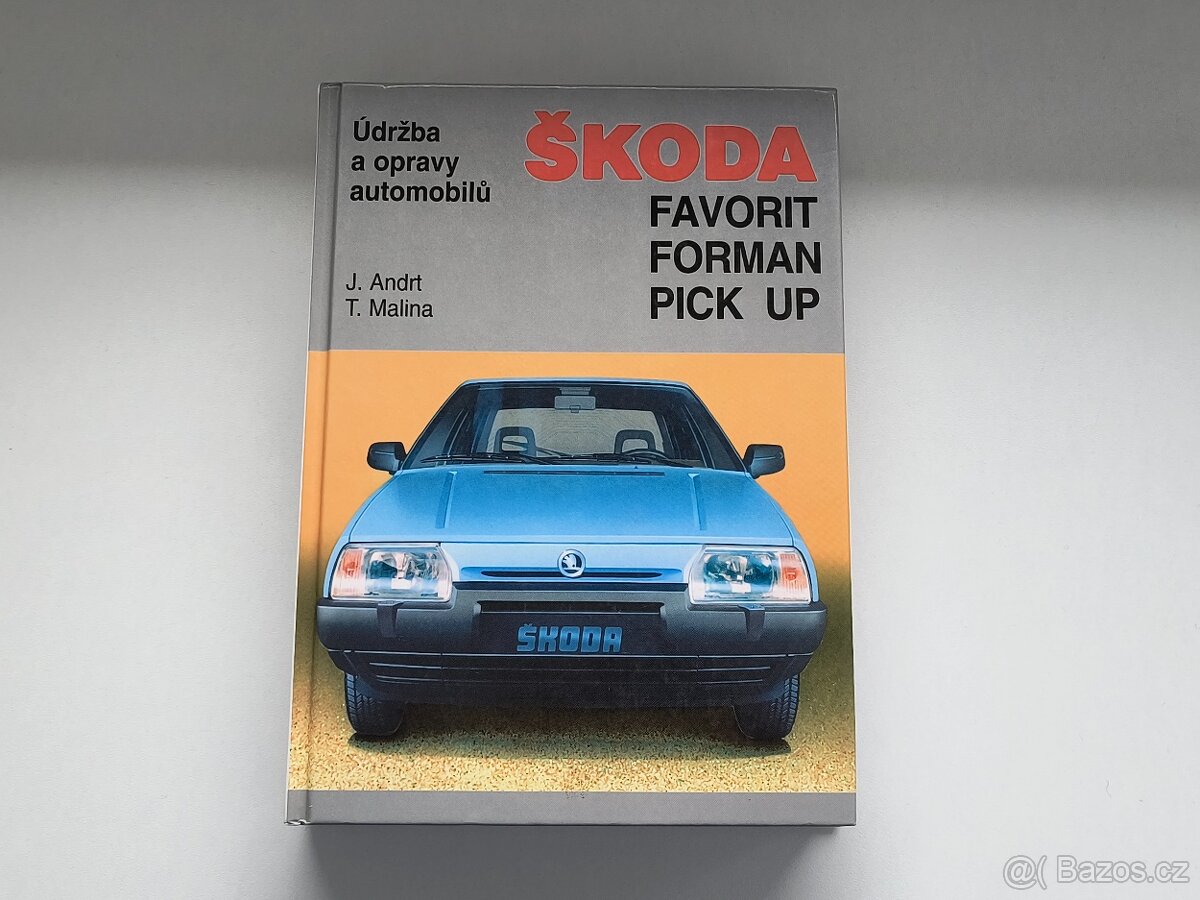 Údržba
a opravy
automobilů
J. Andrt
T. Malina
ŠKODA
FAVORIT
FORMAN
PICK UP
ŠKODA
@( Bazos.cz